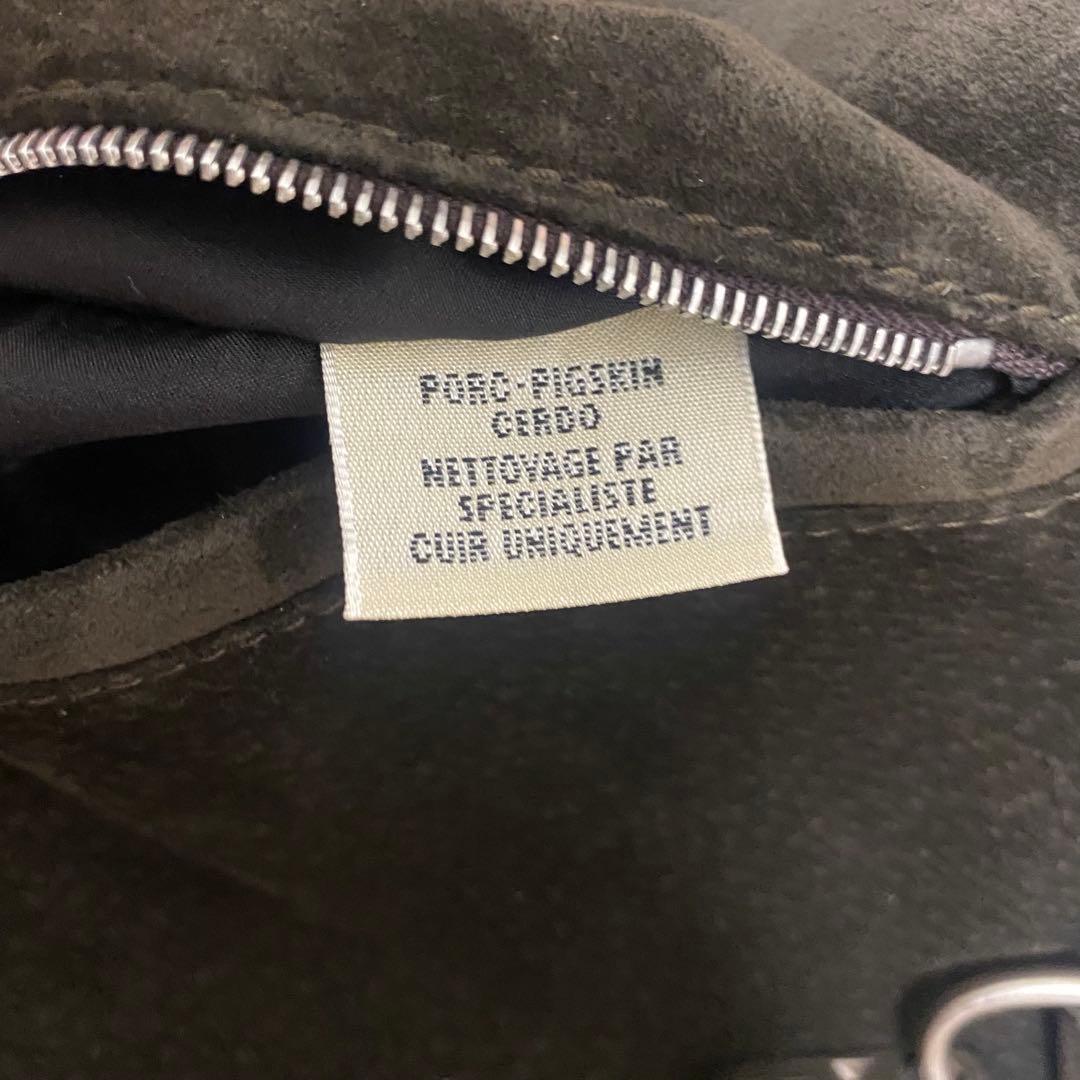 PORC-PIGSKIN
CERDO
NETTOYAGE PAR
SPECIALISTE
CUIR UNIQUEMENT